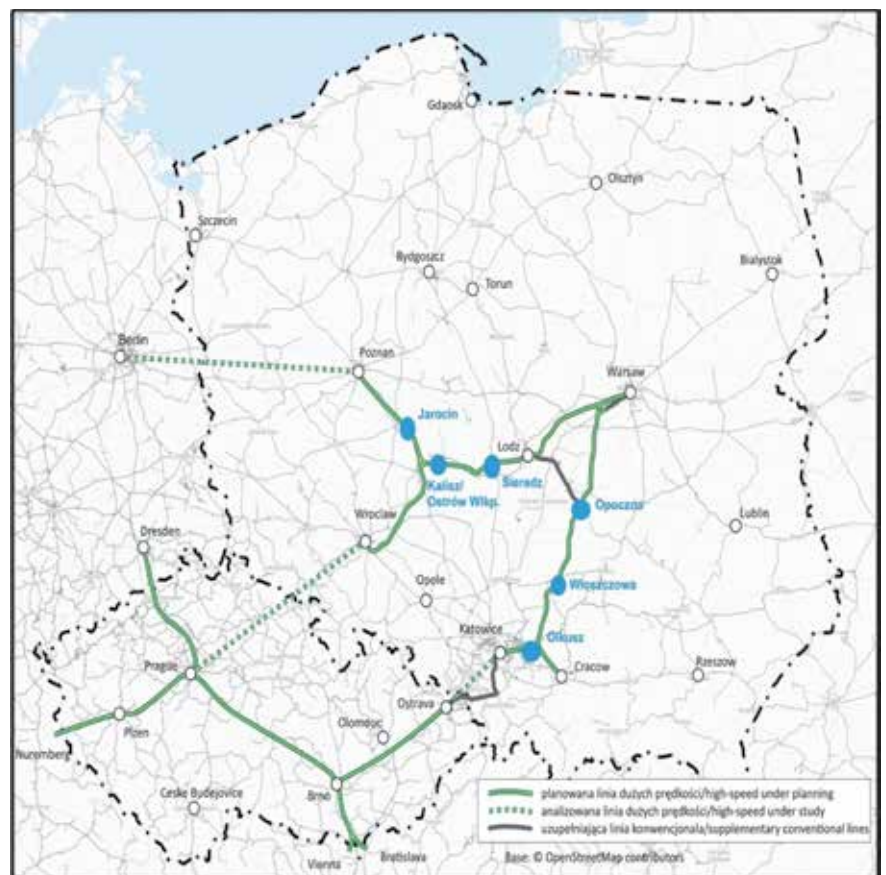 Gdaosk
Olsztyn
Szczecin
Bydgoszcz
Bialystok
Torun
Berlin
Poznan
Warsaw
Jarocin
Lodz
Kalisz/
Ostrów Wlkp.
Sieradz
Opoczno
Wroclaw
Lublin
Dresden
Opole
Włoszczowa
Katowice
Olkusz
Prague
Cracow
Rzeszow
Ostrava
Plzen
Olomouc
Nuremberg
Ceske Budejovice
Brno
Vienna
Bratislava
planowana linia dużych prędkości/high-speed under planning
analizowana linia dużych prędkości/high-speed under study
uzupełniająca linia konwencjonala/supplementary conventional lines
Base: © OpenStreetMap contributors